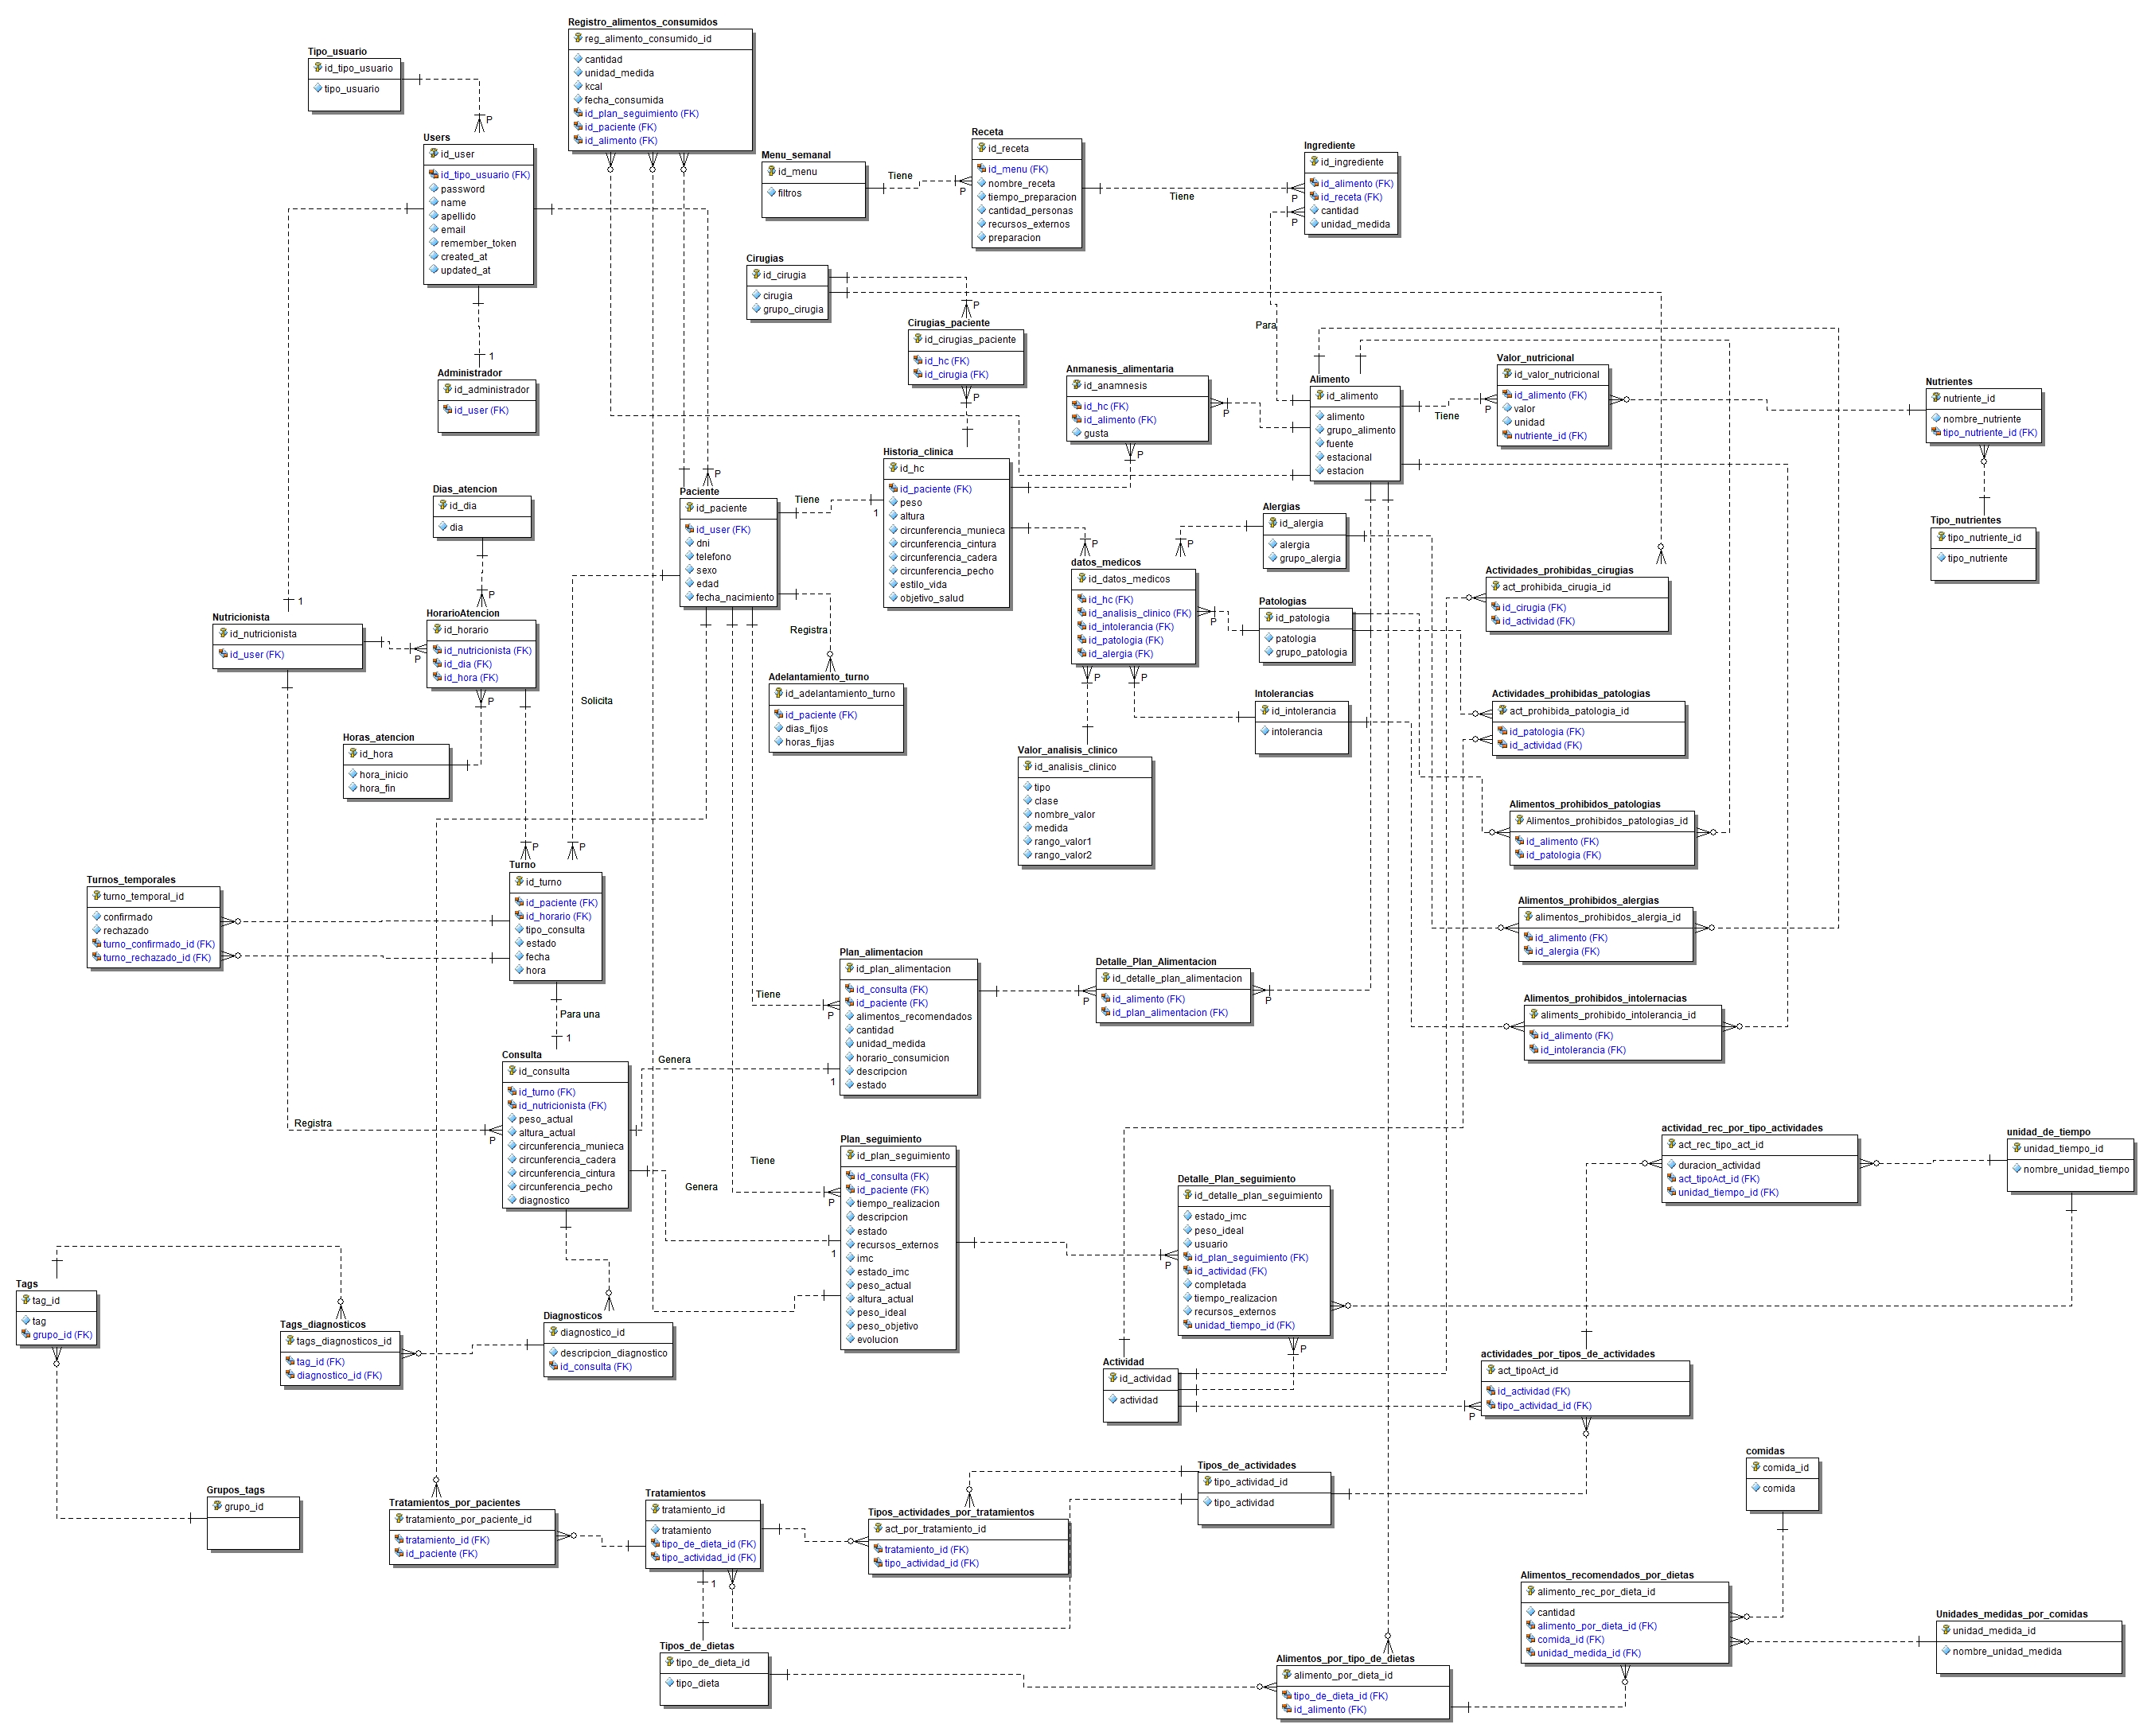 Registro_alimentos_consumidos
reg_alimento_consumido_id
cantidad
unidad_medida
kcal
fecha_consumida
id_plan_seguimiento (FK)
id_paciente (FK)
id_alimento (FK)
Tipo_usuario
id_tipo_usuario
tipo_usuario
P
Users
id_user
id_tipo_usuario (FK)
password
name
apellido
email
remember_token
created_at
updated_at
1
Administrador
id_administrador
id_user (FK)
Menu_semanal
id_menu
filtros
Tiene
P
Receta
id_receta
id_menu (FK)
nombre_receta
tiempo_preparacion
cantidad_personas
recursos_externos
preparacion
Tiene
P
P
Ingrediente
id_ingrediente
id_alimento (FK)
id_receta (FK)
cantidad
unidad_medida
Cirugias
id_cirugia
cirugia
grupo_cirugia
P
Cirugias_paciente
id_cirugias_paciente
id_hc (FK)
id_cirugia (FK)
P
Para
Anmanesis_alimentaria
id_anamnesis
id_hc (FK)
id_alimento (FK)
gusta
P
P
Alimento
id_alimento
alimento
grupo_alimento
fuente
estacional
estacion
Tiene
P
Valor_nutricional
id_valor_nutricional
id_alimento (FK)
valor
unidad
nutriente_id (FK)
Nutrientes
nutriente_id
nombre_nutriente
tipo_nutriente_id (FK)
Tipo_nutrientes
tipo_nutriente_id
tipo_nutriente
Historia_clinica
id_hc
id_paciente (FK)
peso
altura
circunferencia_munieca
circunferencia_cintura
circunferencia_cadera
circunferencia_pecho
estilo_vida
objetivo_salud
Tiene
1
P
Paciente
id_paciente
id_user (FK)
dni
telefono
sexo
edad
fecha_nacimiento
Dias_atencion
id_dia
dia
P
HorarioAtencion
id_horario
id_nutricionista (FK)
id_dia (FK)
id_hora (FK)
P
P
1
Nutricionista
id_nutricionista
id_user (FK)
Horas_atencion
id_hora
hora_inicio
hora_fin
Registra
Solicita
Adelantamiento_turno
id_adelantamiento_turno
id_paciente (FK)
dias_fijos
horas_fijas
P
datos_medicos
id_datos_medicos
id_hc (FK)
id_analisis_clinico (FK)
id_intolerancia (FK)
id_patologia (FK)
id_alergia (FK)
P
P
P
P
Alergias
id_alergia
alergia
grupo_alergia
Patologias
id_patologia
patologia
grupo_patologia
Intolerancias
id_intolerancia
intolerancia
Valor_analisis_clinico
id_analisis_clinico
tipo
clase
nombre_valor
medida
rango_valor1
rango_valor2
Actividades_prohibidas_cirugias
act_prohibida_cirugia_id
id_cirugia (FK)
id_actividad (FK)
Actividades_prohibidas_patologias
act_prohibida_patologia_id
id_patologia (FK)
id_actividad (FK)
Alimentos_prohibidos_patologias
Alimentos_prohibidos_patologias_id
id_alimento (FK)
id_patologia (FK)
Alimentos_prohibidos_alergias
alimentos_prohibidos_alergia_id
id_alimento (FK)
id_alergia (FK)
Alimentos_prohibidos_intolernacias
aliments_prohibido_intolerancia_id
id_alimento (FK)
id_intolerancia (FK)
P
P
Turno
id_turno
id_paciente (FK)
id_horario (FK)
tipo_consulta
estado
fecha
hora
Turnos_temporales
turno_temporal_id
confirmado
rechazado
turno_confirmado_id (FK)
turno_rechazado_id (FK)
Para una
1
Consulta
id_consulta
id_turno (FK)
id_nutricionista (FK)
peso_actual
altura_actual
circunferencia_munieca
circunferencia_cadera
circunferencia_cintura
circunferencia_pecho
diagnostico
Registra
P
Plan_alimentacion
id_plan_alimentacion
id_consulta (FK)
id_paciente (FK)
alimentos_recomendados
cantidad
unidad_medida
horario_consumicion
descripcion
estado
Tiene
P
Genera
1
Detalle_Plan_Alimentacion
id_detalle_plan_alimentacion
id_alimento (FK)
id_plan_alimentacion (FK)
P
P
Plan_seguimiento
id_plan_seguimiento
id_consulta (FK)
id_paciente (FK)
tiempo_realizacion
descripcion
estado
recursos_externos
imc
estado_imc
peso_actual
altura_actual
peso_ideal
peso_objetivo
evolucion
Tiene
P
Genera
1
Detalle_Plan_seguimiento
id_detalle_plan_seguimiento
estado_imc
peso_ideal
usuario
id_plan_seguimiento (FK)
id_actividad (FK)
completada
tiempo_realizacion
recursos_externos
unidad_tiempo_id (FK)
P
P
actividad_rec_por_tipo_actividades
act_rec_tipo_act_id
duracion_actividad
act_tipoAct_id (FK)
unidad_tiempo_id (FK)
unidad_de_tiempo
unidad_tiempo_id
nombre_unidad_tiempo
Tags
tag_id
tag
grupo_id (FK)
Tags_diagnosticos
tags_diagnosticos_id
tag_id (FK)
diagnostico_id (FK)
Diagnosticos
diagnostico_id
descripcion_diagnostico
id_consulta (FK)
Actividad
id_actividad
actividad
P
actividades_por_tipos_de_actividades
act_tipoAct_id
id_actividad (FK)
tipo_actividad_id (FK)
Grupos_tags
grupo_id
Tratamientos_por_pacientes
tratamiento_por_paciente_id
tratamiento_id (FK)
id_paciente (FK)
Tratamientos
tratamiento_id
tratamiento
tipo_de_dieta_id (FK)
tipo_actividad_id (FK)
1
Tipos_actividades_por_tratamientos
act_por_tratamiento_id
tratamiento_id (FK)
tipo_actividad_id (FK)
Tipos_de_actividades
tipo_actividad_id
tipo_actividad
comidas
comida_id
comida
Alimentos_recomendados_por_dietas
alimento_rec_por_dieta_id
cantidad
alimento_por_dieta_id (FK)
comida_id (FK)
unidad_medida_id (FK)
Unidades_medidas_por_comidas
unidad_medida_id
nombre_unidad_medida
Tipos_de_dietas
tipo_de_dieta_id
tipo_dieta
Alimentos_por_tipo_de_dietas
alimento_por_dieta_id
tipo_de_dieta_id (FK)
id_alimento (FK)